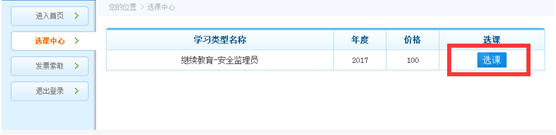 进入首页
您的位置 > 选课中心
选课中心
学习类型名称 年度 价格 选课
继续教育-安全监理员 2017 100 选课
发票索取
退出登录